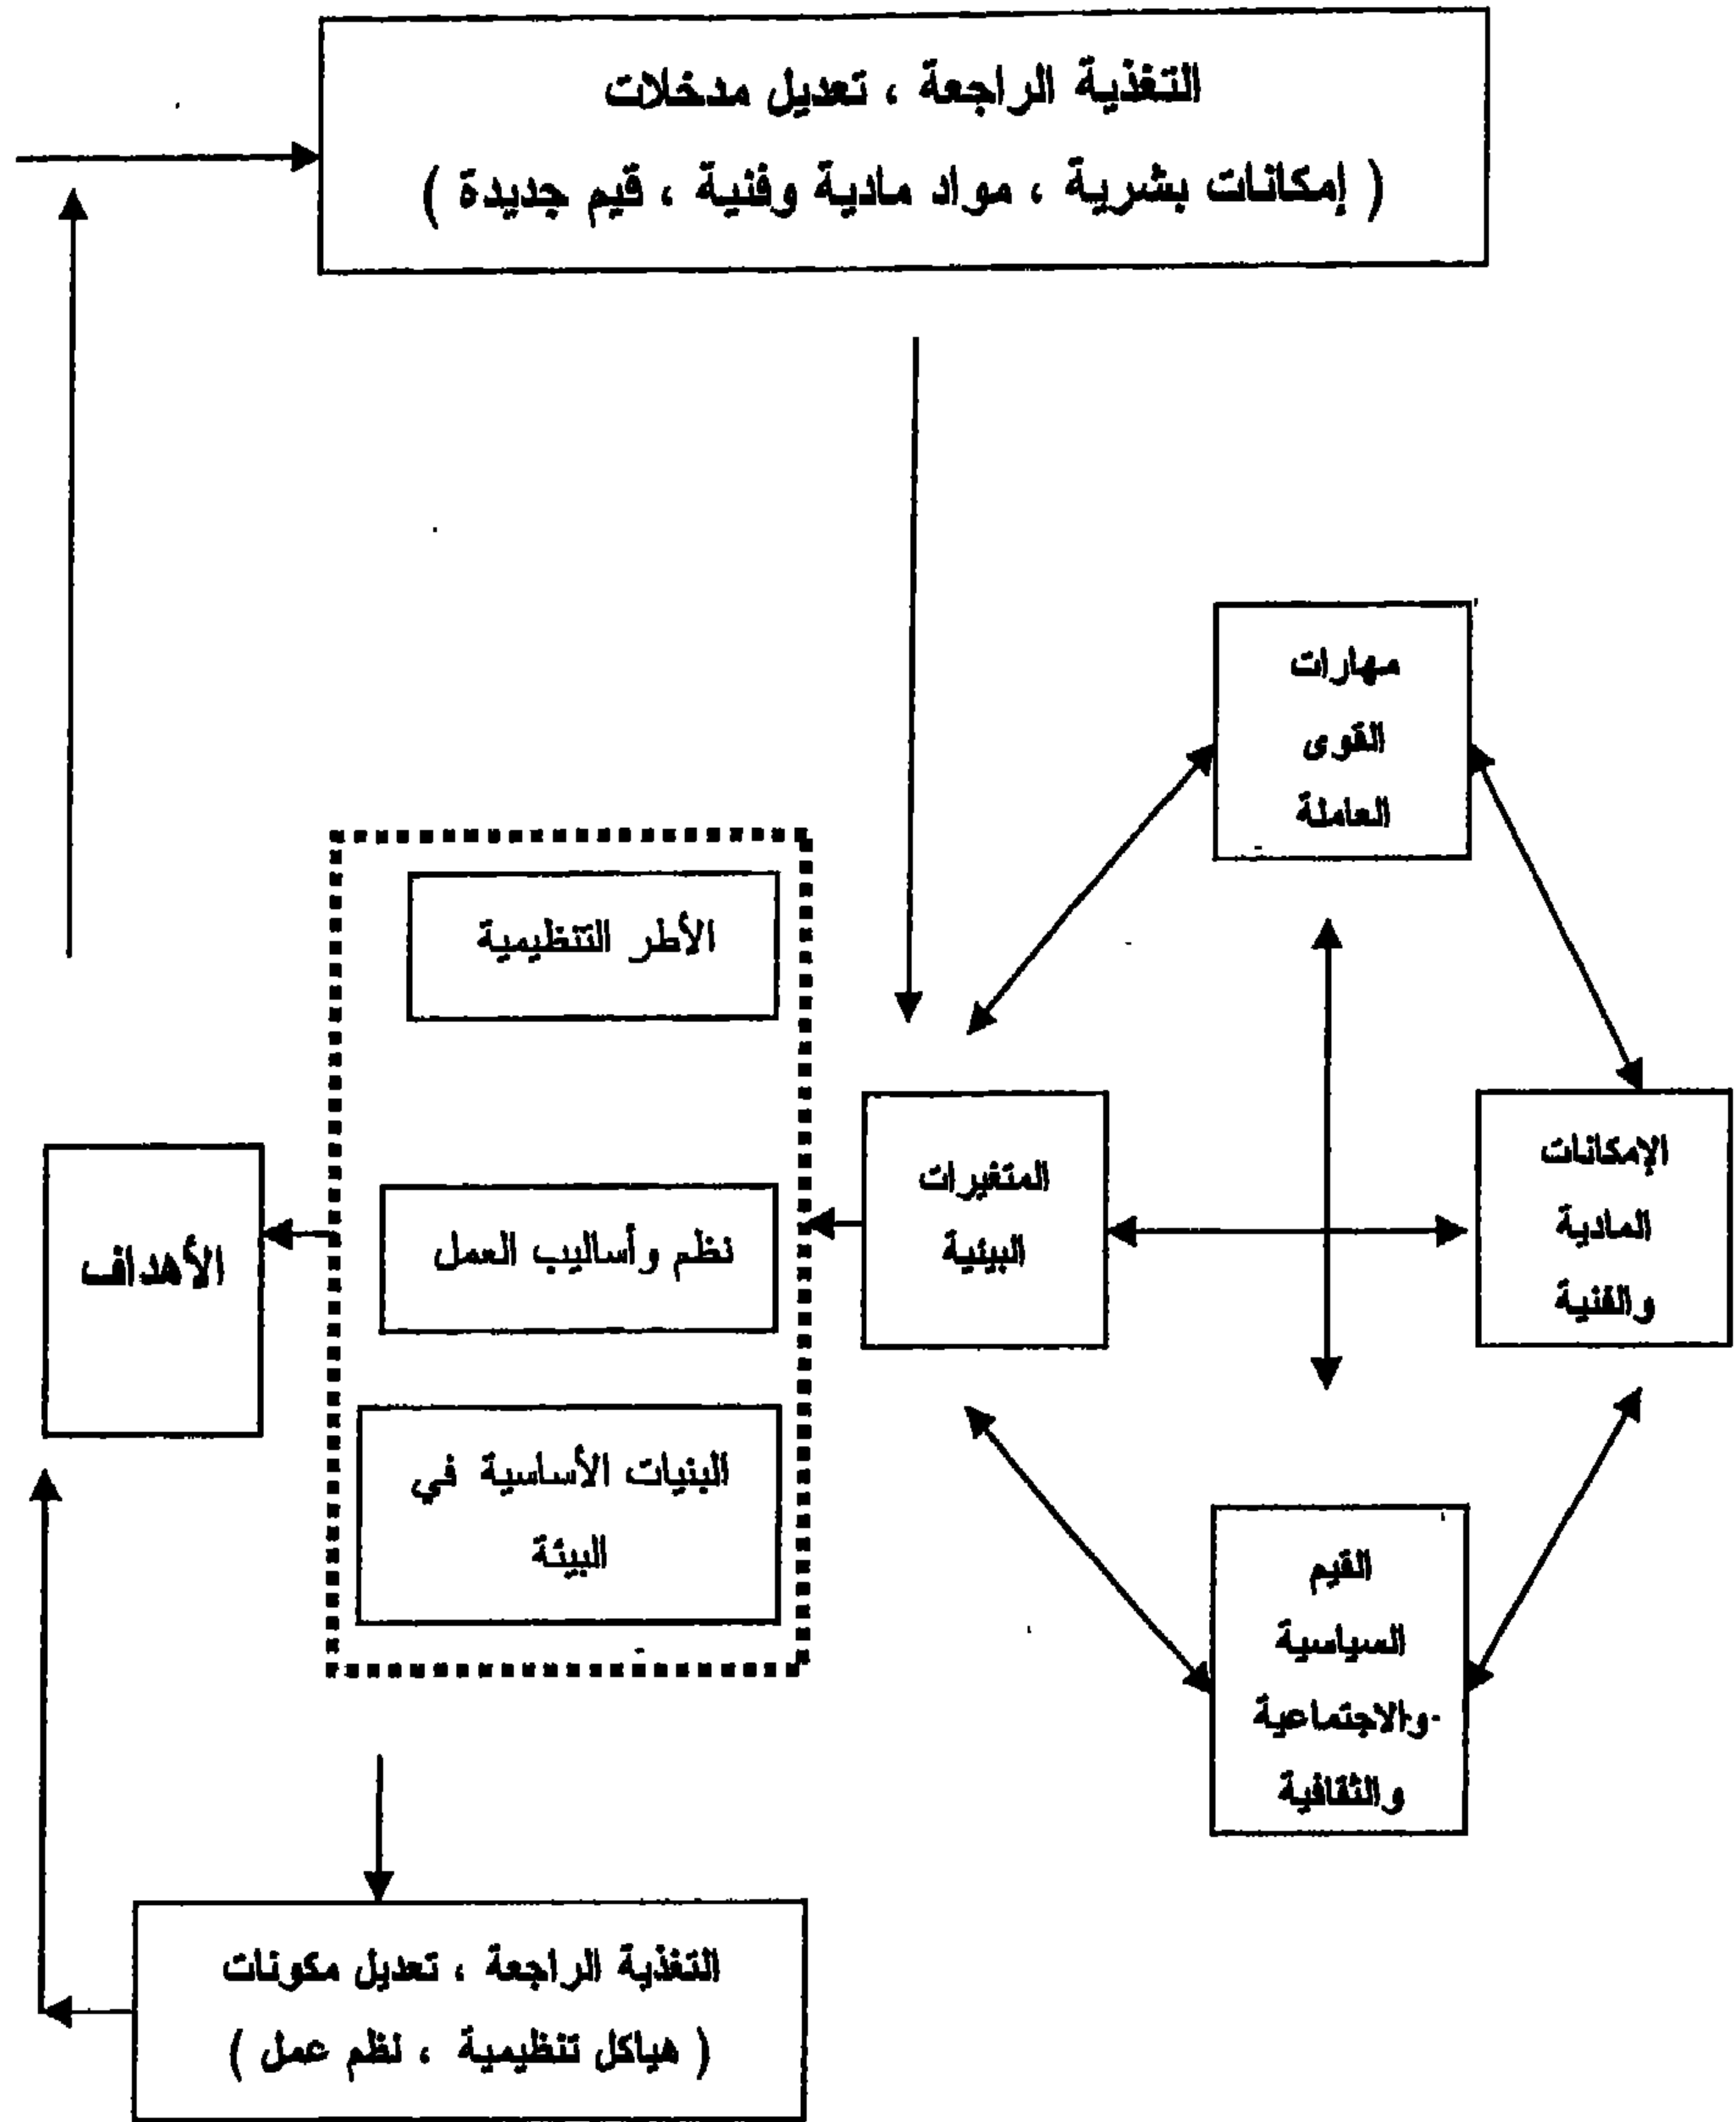 التغذية الراجعة ، تعديل مدخلات
( إمكانات بشرية ، مواد مادية وفنية ، قيم جديدة )
مهارات
القوى
العاملة
الإمكانات
المادية
والفنية
المتغيرات
البيئية
القيم
السياسية
والاجتماعية
والثقافية
الأطر التنظيمية
نظم وأساليب العمل
البنيات الأساسية في
البيئة
الأهداف
التغذية الراجعة ، تعديل مكونات
( هياكل تنظيمية ، نظم عمل )